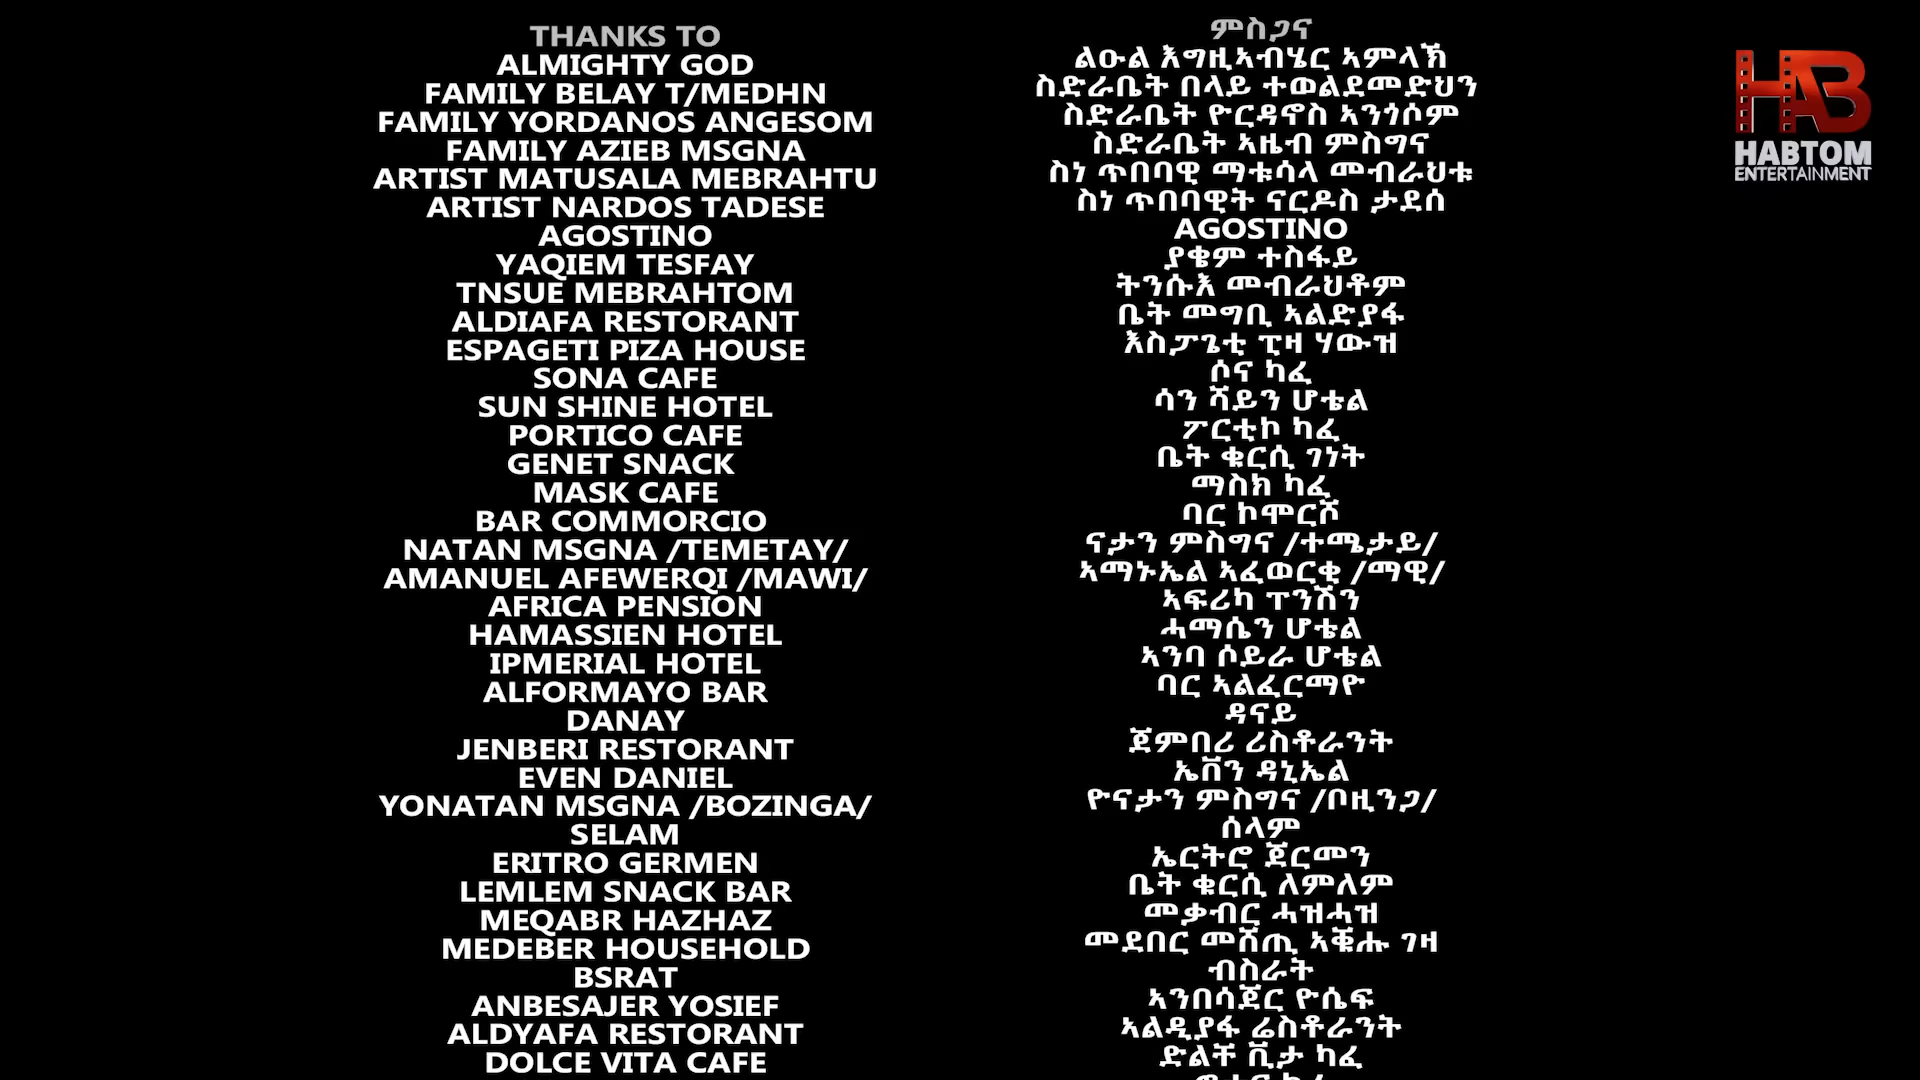 THANKS TO
ALMIGHTY GOD
FAMILY BELAY T/MEDHN
FAMILY YORDANOS ANGESOM
FAMILY AZIEB MSGNA
ARTIST MATUSALA MEBRAHTU
ARTIST NARDOS TADESE
AGOSTINO
YAQIEM TESFAY
TNSUE MEBRAHTOM
ALDIAFA RESTORANT
ESPAGETI PIZA HOUSE
SONA CAFE
SUN SHINE HOTEL
PORTICO CAFE
GENET SNACK
MASK CAFE
BAR COMMORCIO
NATAN MSGNA /TEMETAY/
AMANUEL AFEWERQI /MAWI/
AFRICA PENSION
HAMASSIEN HOTEL
IPMERIAL HOTEL
ALFORMAYO BAR
DANAY
JENBERI RESTORANT
EVEN DANIEL
YONATAN MSGNA /BOZINGA/
SELAM
ERITRO GERMEN
LEMLEM SNACK BAR
MEQABR HAZHAZ
MEDEBER HOUSEHOLD
BSRAT
ANBESAJER YOSIEF
ALDYAFA RESTORANT
DOLCE VITA CAFE
ምስጋና
ልዑል እግዚኣብሄር ኣምላኽ
ስድራቤት በላይ ተወልደመድህን
ስድራቤት ዮርዳኖስ ኣንጎሶም
ስድራቤት ኣዜብ ምስግና
ስነ ጥበባዊ ማቱሳላ መብራህቱ
ስነ ጥበባዊት ናርዶስ ታደሰ
AGOSTINO
ያቄም ተስፋይ
ትንሱእ መብራህቶም
ቤት መግቢ ኣልድያፋ
እስፓጌቲ ፒዛ ሃውዝ
ሶና ካፈ
ሳን ሻይን ሆቴል
ፖርቲኮ ካፈ
ቤት ቁርሲ ገነት
ማስክ ካፈ
ባር ኮሞርሾ
ናታን ምስግና /ተሜታይ/
ኣማኑኤል ኣፈወርቂ /ማዊ/
ኣፍሪካ ፐንሽን
ሓማሴን ሆቴል
ኣንባ ሶይራ ሆቴል
ባር ኣልፈርማዮ
ዳናይ
ጀምበሪ ሪስቶራንት
ኤቨን ዳኒኤል
ዮናታን ምስግና /ቦዚንጋ/
ሰላም
ኤርትሮ ጀርመን
ቤት ቁርሲ ለምለም
መቃብር ሓዝሓዝ
መደበር መሸጢ ኣቑሑ ገዛ
ብስራት
ኣንበሳጀር ዮሴፍ
ኣልዲያፋ ሬስቶራንት
ድልቸ ቪታ ካፈ
HAB
HABTOM
ENTERTAINMENT